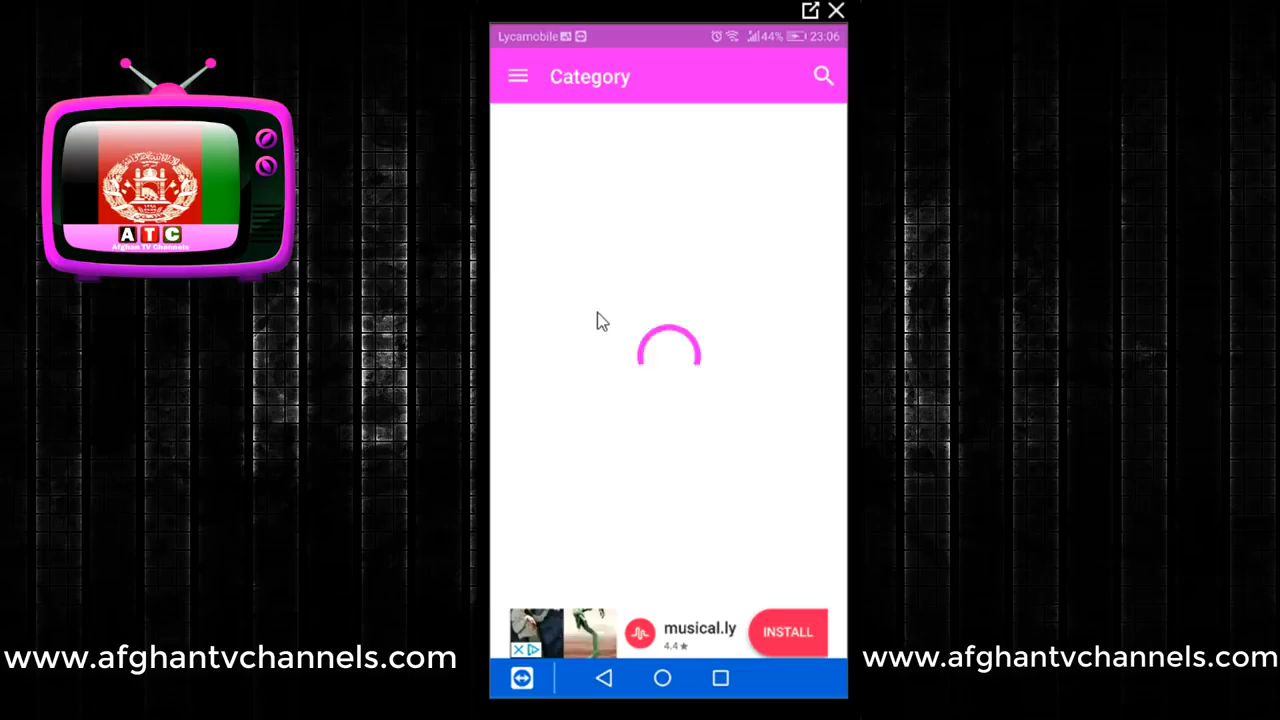 Lycamobile
44%
23:06
Category
A T C
Afghan TV Channels
musical.ly
4.4★
INSTALL
www.afghantvchannels.com
www.afghantvchannels.com